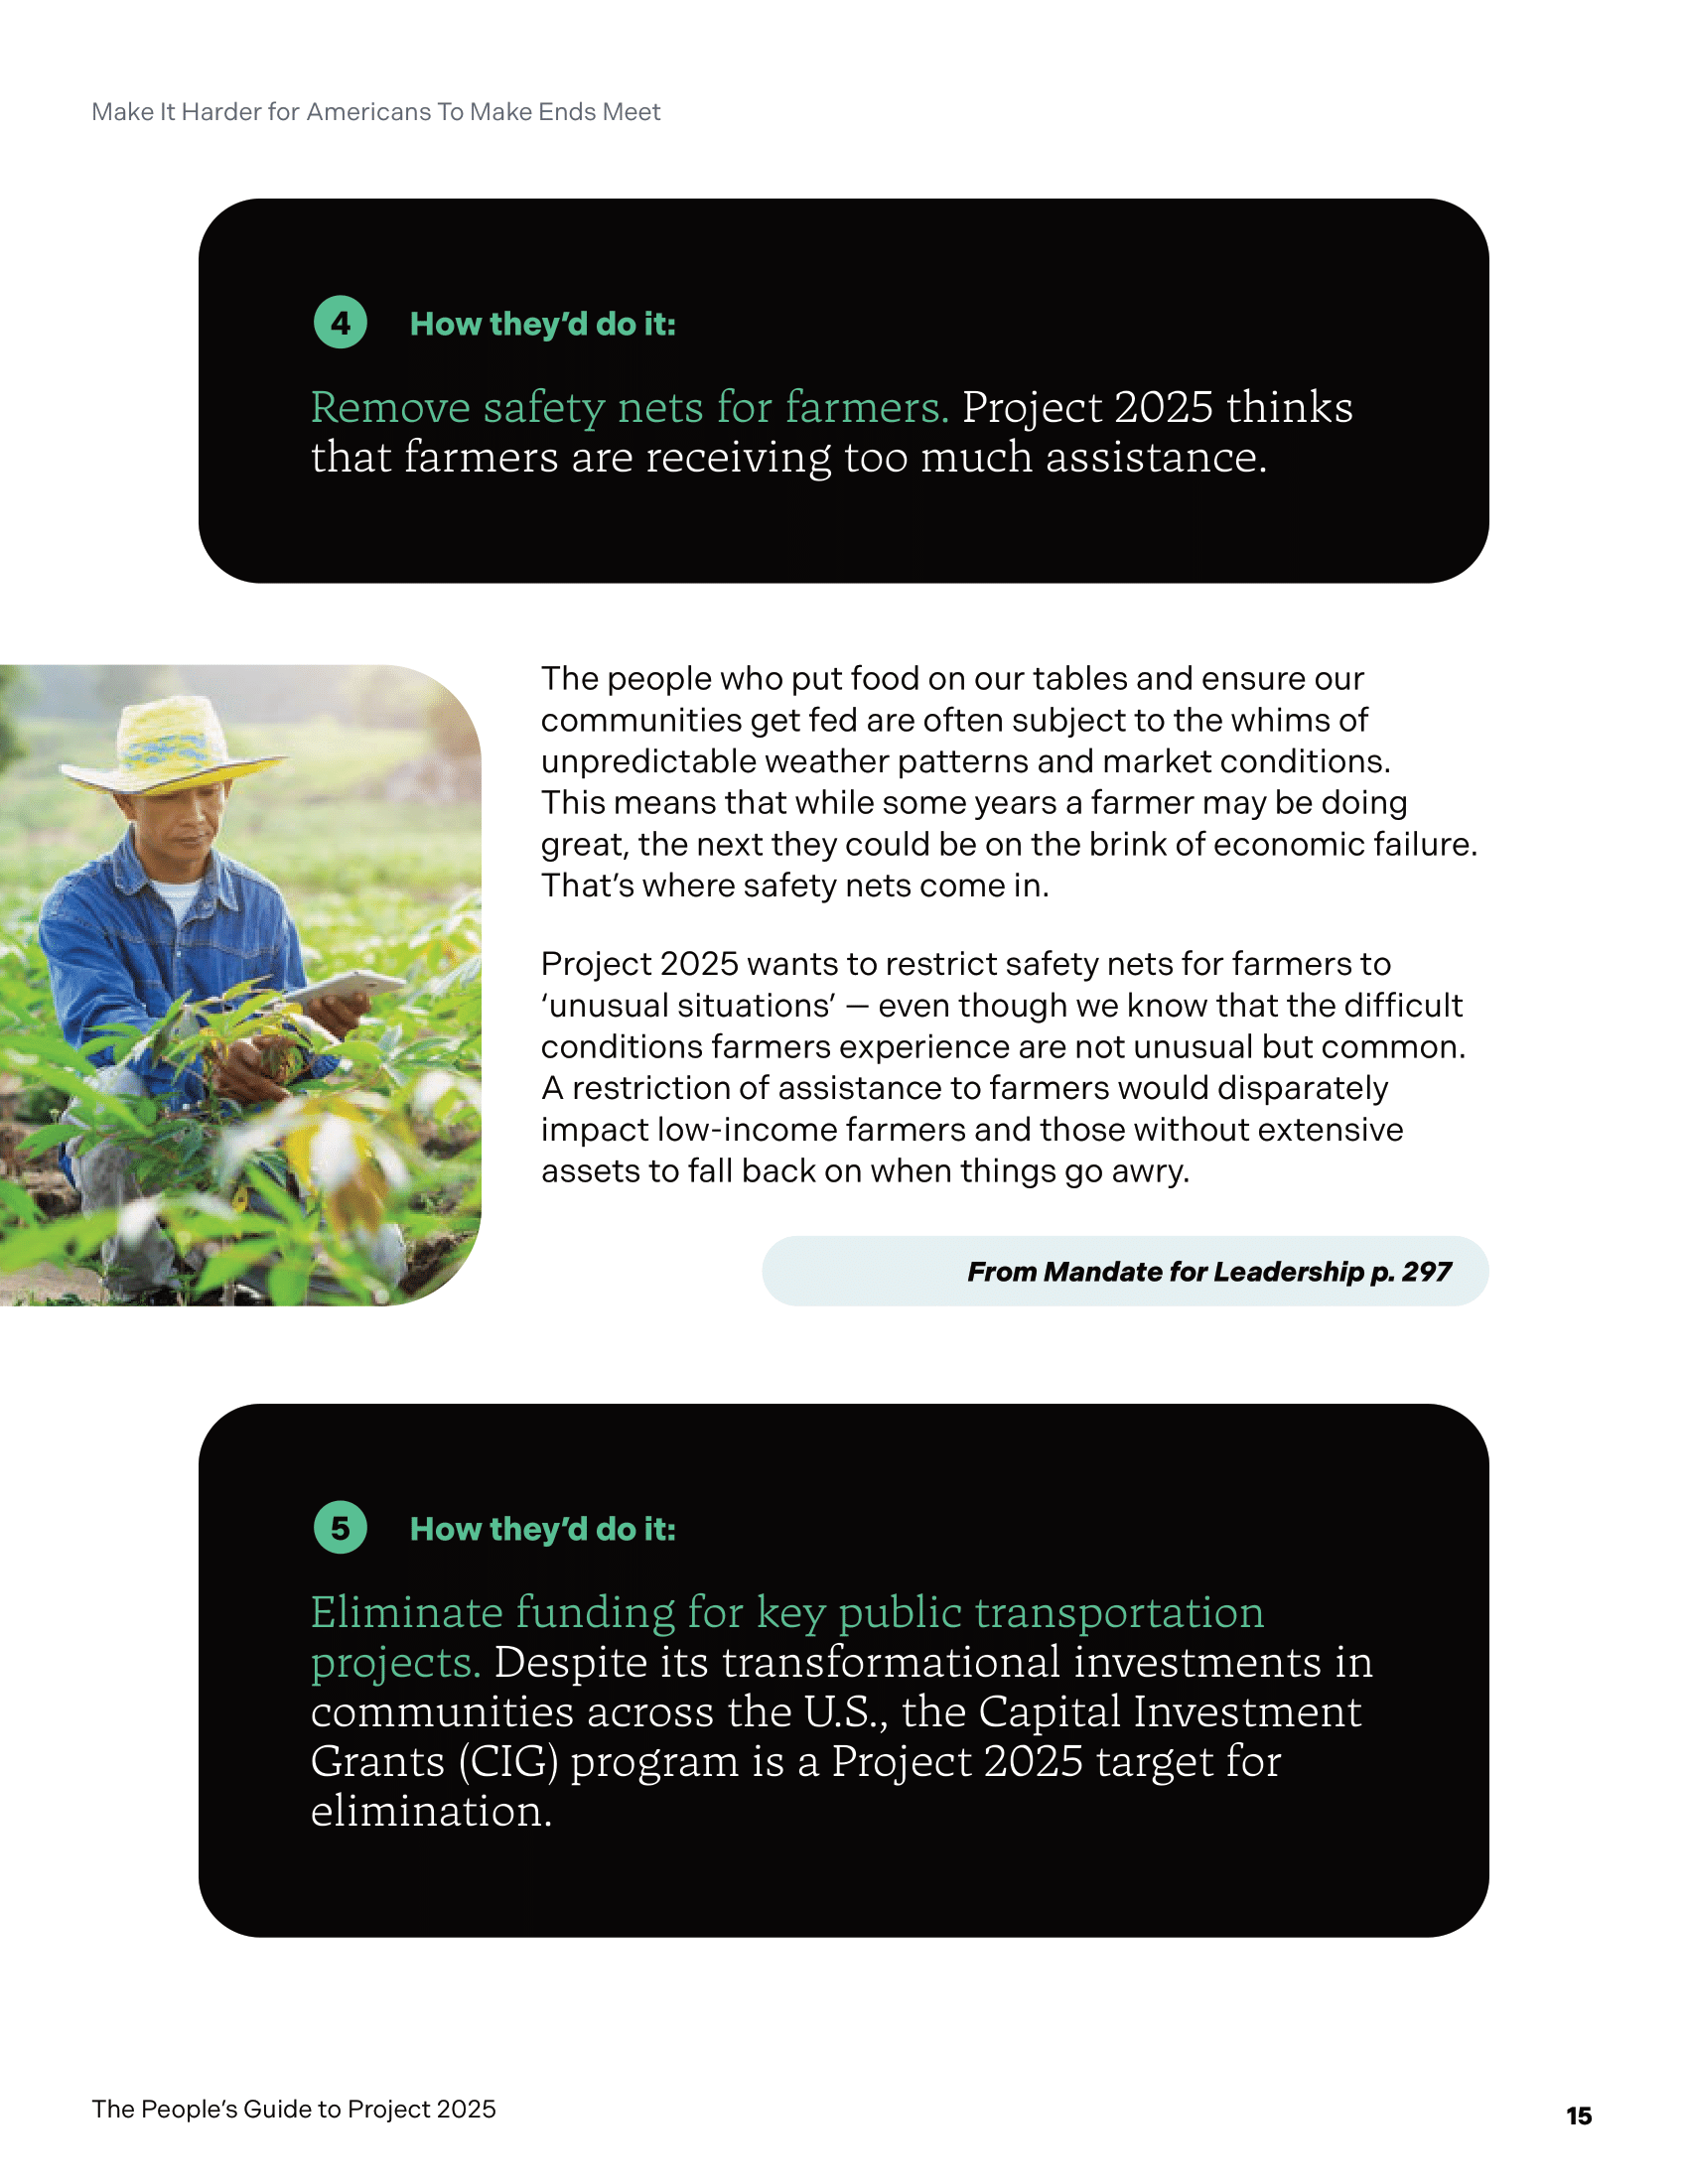 Make It Harder for Americans To Make Ends Meet
4 How they’d do it:
Remove safety nets for farmers. Project 2025 thinks
that farmers are receiving too much assistance.
The people who put food on our tables and ensure our
communities get fed are often subject to the whims of
unpredictable weather patterns and market conditions.
This means that while some years a farmer may be doing
great, the next they could be on the brink of economic failure.
That’s where safety nets come in.
Project 2025 wants to restrict safety nets for farmers to
‘unusual situations’ — even though we know that the difficult
conditions farmers experience are not unusual but common.
A restriction of assistance to farmers would disparately
impact low-income farmers and those without extensive
assets to fall back on when things go awry.
From Mandate for Leadership p. 297
5 How they’d do it:
Eliminate funding for key public transportation
projects. Despite its transformational investments in
communities across the U.S., the Capital Investment
Grants (CIG) program is a Project 2025 target for
elimination.
The People’s Guide to Project 2025
15